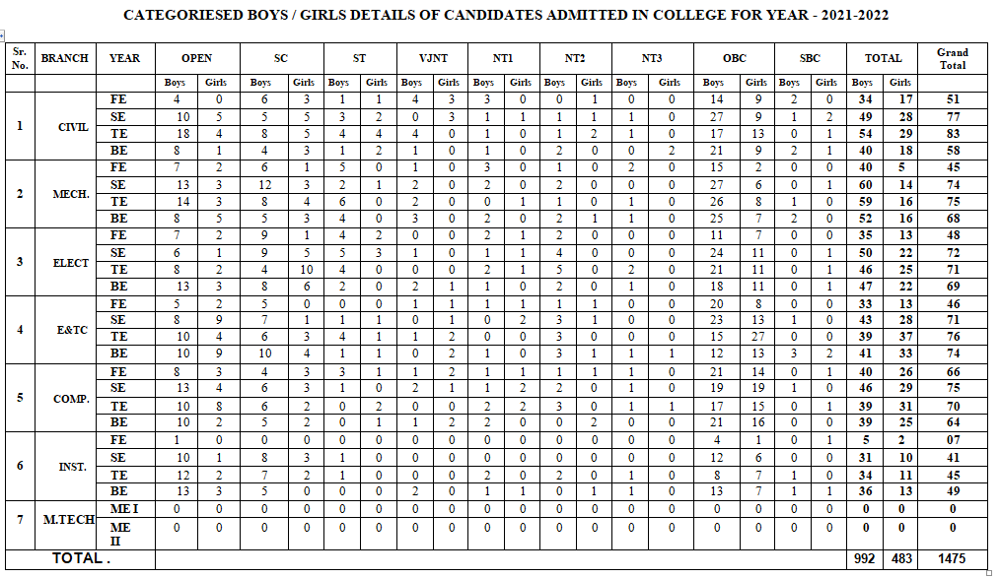 CATEGORIESED BOYS / GIRLS DETAILS OF CANDIDATES ADMITTED IN COLLEGE FOR YEAR - 2021-2022
Sr. No. BRANCH YEAR OPEN SC ST VJNT NT1 NT2 NT3 OBC SBC TOTAL Grand Total
Boys Girls Boys Girls Boys Girls Boys Girls Boys Girls Boys Girls Boys Girls Boys Girls Boys Girls Boys Girls
1 CIVIL FE 4 0 6 3 1 1 4 3 3 0 0 1 0 0 14 9 2 0 34 17 51
SE 10 5 5 5 3 2 0 3 1 1 1 1 1 0 27 9 1 2 49 28 77
TE 18 4 8 5 4 4 4 0 1 0 1 2 1 0 17 13 0 1 54 29 83
BE 8 1 4 3 1 2 1 0 1 0 2 0 0 2 21 9 2 1 40 18 58
2 MECH. FE 7 2 6 1 5 0 1 0 3 0 1 0 2 0 15 2 0 0 40 5 45
SE 13 3 12 3 2 1 2 0 2 0 2 0 0 0 27 6 0 1 60 14 74
TE 14 3 8 4 6 0 2 0 0 1 1 0 1 0 26 8 1 0 59 16 75
BE 8 5 5 3 4 0 3 0 2 0 2 1 1 0 25 7 2 0 52 16 68
3 ELECT FE 7 2 9 1 4 2 0 0 2 1 2 0 0 0 11 7 0 0 35 13 48
SE 6 1 9 5 5 3 1 0 1 1 4 0 0 0 24 11 0 1 50 22 72
TE 8 2 4 10 4 0 0 0 2 1 5 0 2 0 21 11 0 1 46 25 71
BE 13 3 8 6 2 0 2 1 1 0 2 0 1 0 18 11 0 1 47 22 69
4 E&TC FE 5 2 5 0 0 0 1 1 1 1 1 1 0 0 20 8 0 0 33 13 46
SE 8 9 7 1 1 1 0 1 0 2 3 1 0 0 23 13 1 0 43 28 71
TE 10 4 6 3 4 1 1 2 0 0 3 0 0 0 15 27 0 0 39 37 76
BE 10 9 10 4 1 1 0 2 1 0 3 1 1 1 12 13 3 2 41 33 74
5 COMP. FE 8 3 4 3 3 1 1 2 1 1 1 1 1 0 21 14 0 1 40 26 66
SE 13 4 6 3 1 0 2 1 1 2 2 0 1 0 19 19 1 0 46 29 75
TE 10 8 6 2 0 2 0 0 2 2 3 0 1 1 17 15 0 1 39 31 70
BE 10 2 5 2 0 1 1 2 2 0 0 2 0 0 21 16 0 0 39 25 64
6 INST. FE 1 0 0 0 0 0 0 0 0 0 0 0 0 0 4 1 0 1 5 2 07
SE 10 1 8 3 1 0 0 0 0 0 0 0 0 0 12 6 0 0 31 10 41
TE 12 2 7 2 1 0 0 0 2 0 2 0 1 0 8 7 1 0 34 11 45
BE 13 3 5 0 0 0 2 0 1 1 0 1 1 0 13 7 1 1 36 13 49
7 M.TECH ME I 0 0 0 0 0 0 0 0 0 0 0 0 0 0 0 0 0 0 0 0 0
ME II 0 0 0 0 0 0 0 0 0 0 0 0 0 0 0 0 0 0 0 0 0
TOTAL . 992 483 1475